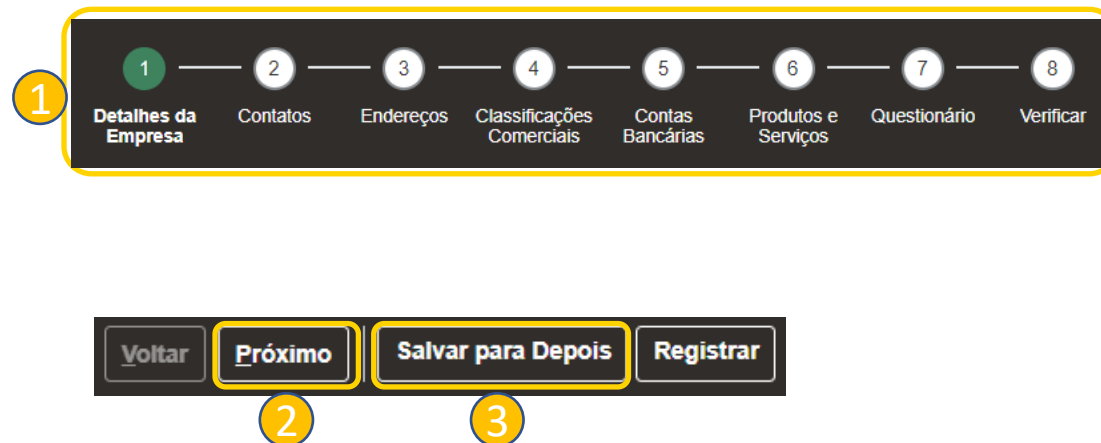 1 2 3 4 5 6 7 8
1
Detalhes da Empresa Contatos Endereços Classificações Comerciais Contas Bancárias Produtos e Serviços Questionário Verificar
Voltar Próximo Salvar para Depois Registrar
2 3